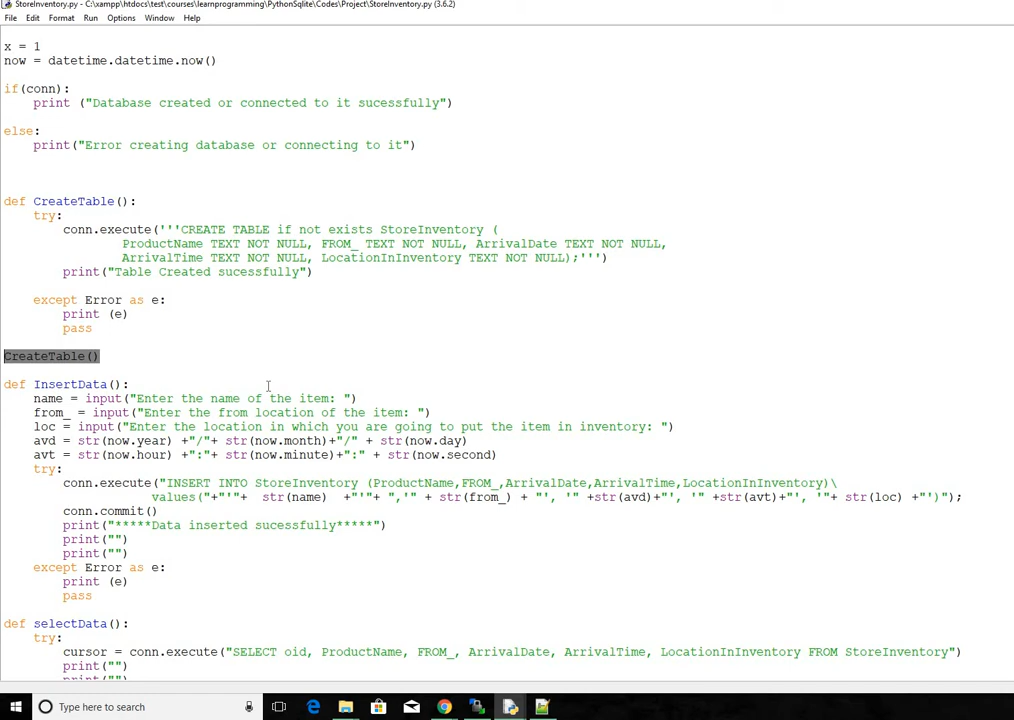 StoreInventory.py - C:\xampp\htdocs\test\courses\learnprogramming\PythonSqlite\Codes\Project\StoreInventory.py (3.6.2)
File Edit Format Run Options Window Help
x = 1
now = datetime.datetime.now()
if(conn):
print ("Database created or connected to it sucessfully")
else:
print("Error creating database or connecting to it")
def CreateTable():
try:
conn.execute('''CREATE TABLE if not exists StoreInventory (
ProductName TEXT NOT NULL, FROM_ TEXT NOT NULL, ArrivalDate TEXT NOT NULL,
ArrivalTime TEXT NOT NULL, LocationInInventory TEXT NOT NULL);''')
print("Table Created sucessfully")
except Error as e:
print (e)
pass
CreateTable()
def InsertData():
name = input("Enter the name of the item: ")
from_ = input("Enter the from location of the item: ")
loc = input("Enter the location in which you are going to put the item in inventory: ")
avd = str(now.year) +"/"+ str(now.month)+"/" + str(now.day)
avt = str(now.hour) +":"+ str(now.minute)+":" + str(now.second)
try:
conn.execute("INSERT INTO StoreInventory (ProductName,FROM_,ArrivalDate,ArrivalTime,LocationInInventory)\
values("+"'"+ str(name) +"'"+ ",'" + str(from_) + "', '" +str(avd)+"', '" +str(avt)+"', '"+ str(loc) +"')");
conn.commit()
print("*****Data inserted sucessfully*****")
print("")
print("")
except Error as e:
print (e)
pass
def selectData():
try:
cursor = conn.execute("SELECT oid, ProductName, FROM_, ArrivalDate, ArrivalTime, LocationInInventory FROM StoreInventory")
print("")
print("")
Type here to search